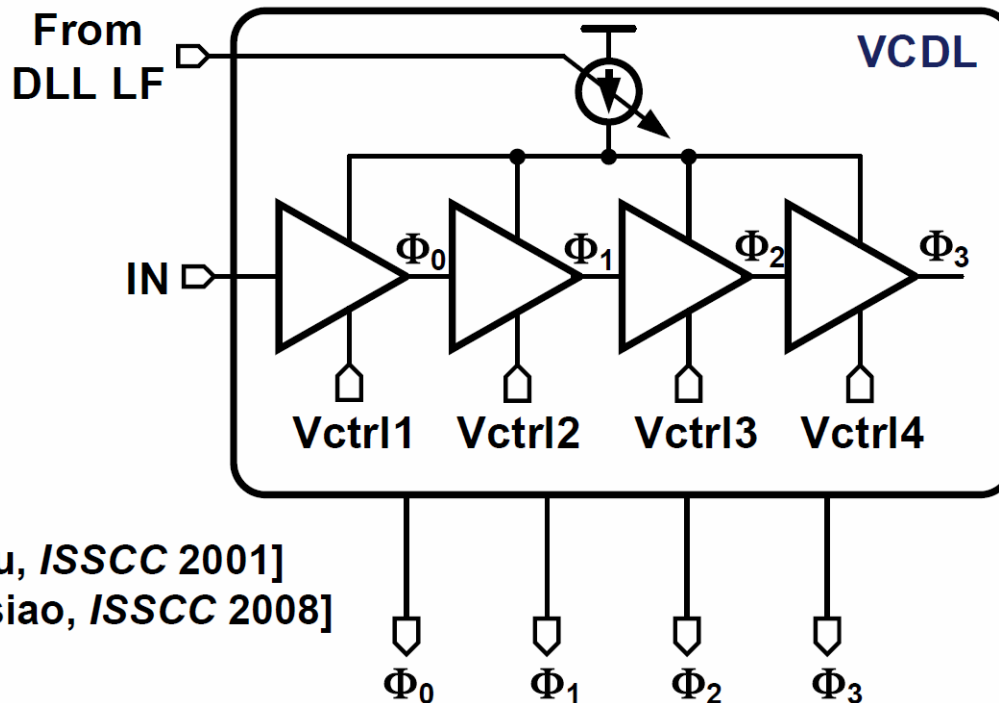 From
DLL LF
VCDL
IN
Φ0
Φ1
Φ2
Φ3
Vctrl1
Vctrl2
Vctrl3
Vctrl4
u, ISSCC 2001]
siao, ISSCC 2008]
Φ0
Φ1
Φ2
Φ3